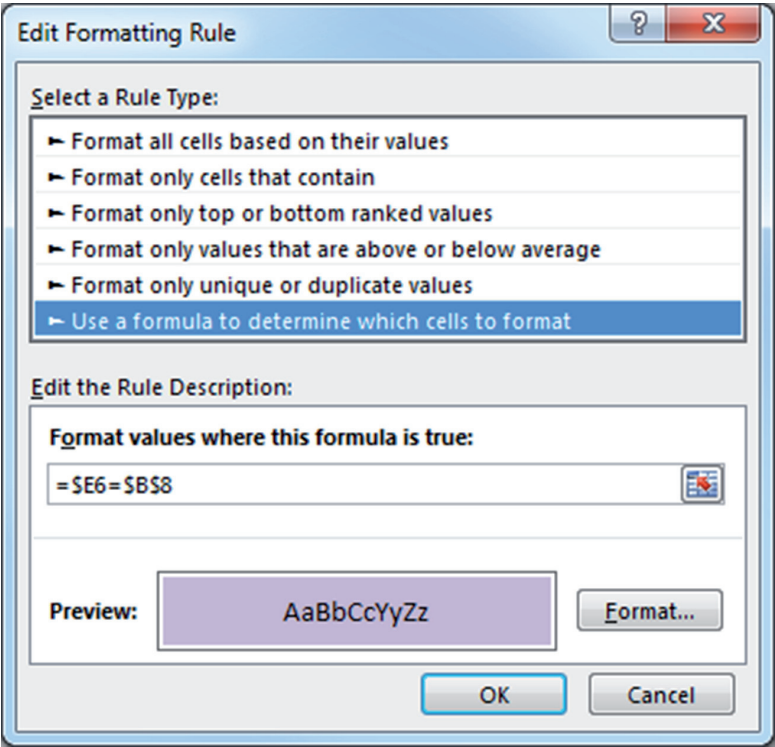 Edit Formatting Rule
?
Select a Rule Type:
► Format all cells based on their values
► Format only cells that contain
► Format only top or bottom ranked values
► Format only values that are above or below average
► Format only unique or duplicate values
► Use a formula to determine which cells to format
Edit the Rule Description:
Format values where this formula is true:
=$E6=$B$8
Preview: AaBbCcYyZz Format...
OK Cancel